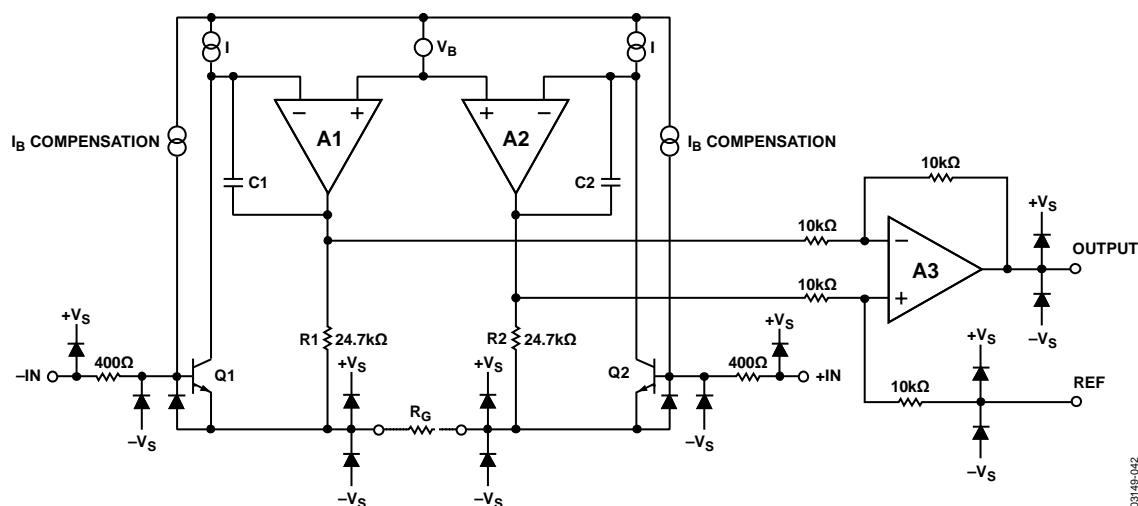 I
V_B
I
I_B COMPENSATION
− +
A1
+ −
A2
I_B COMPENSATION
C1
C2
10kΩ
10kΩ
−
A3
10kΩ
+
+V_S
OUTPUT
−V_S
R1 24.7kΩ
R2 24.7kΩ
+V_S
−IN
400Ω
Q1
−V_S
+V_S
−V_S
R_G
+V_S
−V_S
Q2
400Ω
+V_S
+IN
−V_S
10kΩ
+V_S
REF
−V_S
03149-042